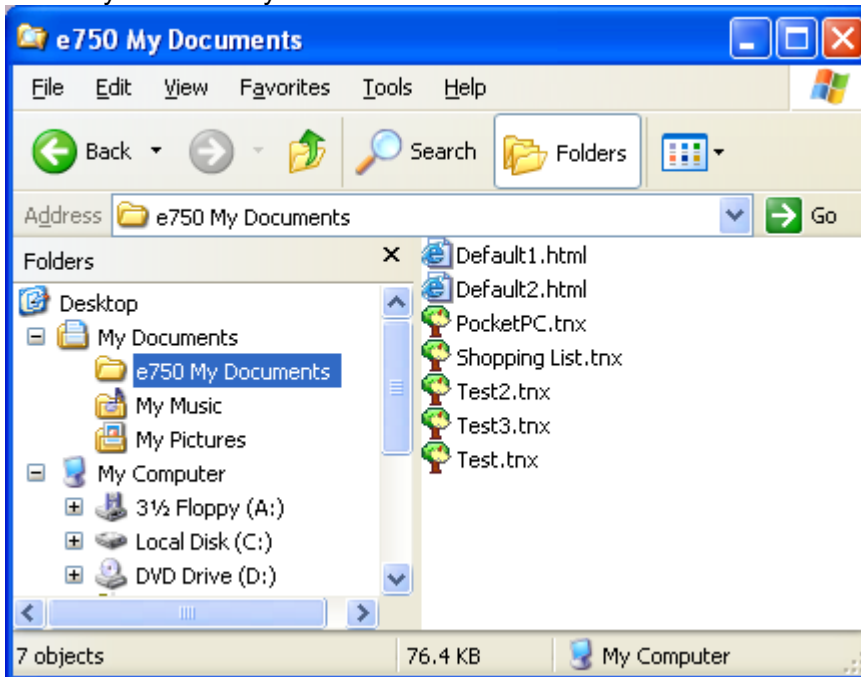 e750 My Documents
File Edit View Favorites Tools Help
Back Search Folders
Address e750 My Documents Go
Folders
Desktop
My Documents
e750 My Documents
My Music
My Pictures
My Computer
3½ Floppy (A:)
Local Disk (C:)
DVD Drive (D:)
Default1.html
Default2.html
PocketPC.tnx
Shopping List.tnx
Test2.tnx
Test3.tnx
Test.tnx
7 objects 76.4 KB My Computer